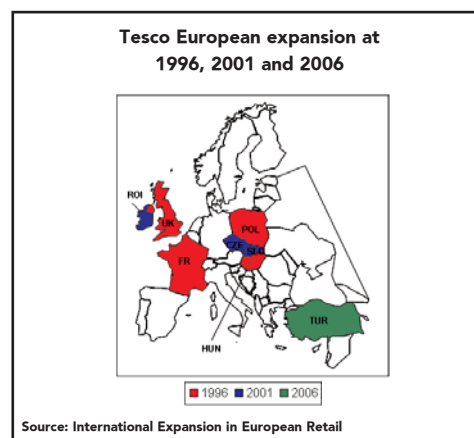 Tesco European expansion at
1996, 2001 and 2006
ROI
UK
POL
CZE
SLO
FR
TUR
HUN
1996 2001 2006
Source: International Expansion in European Retail